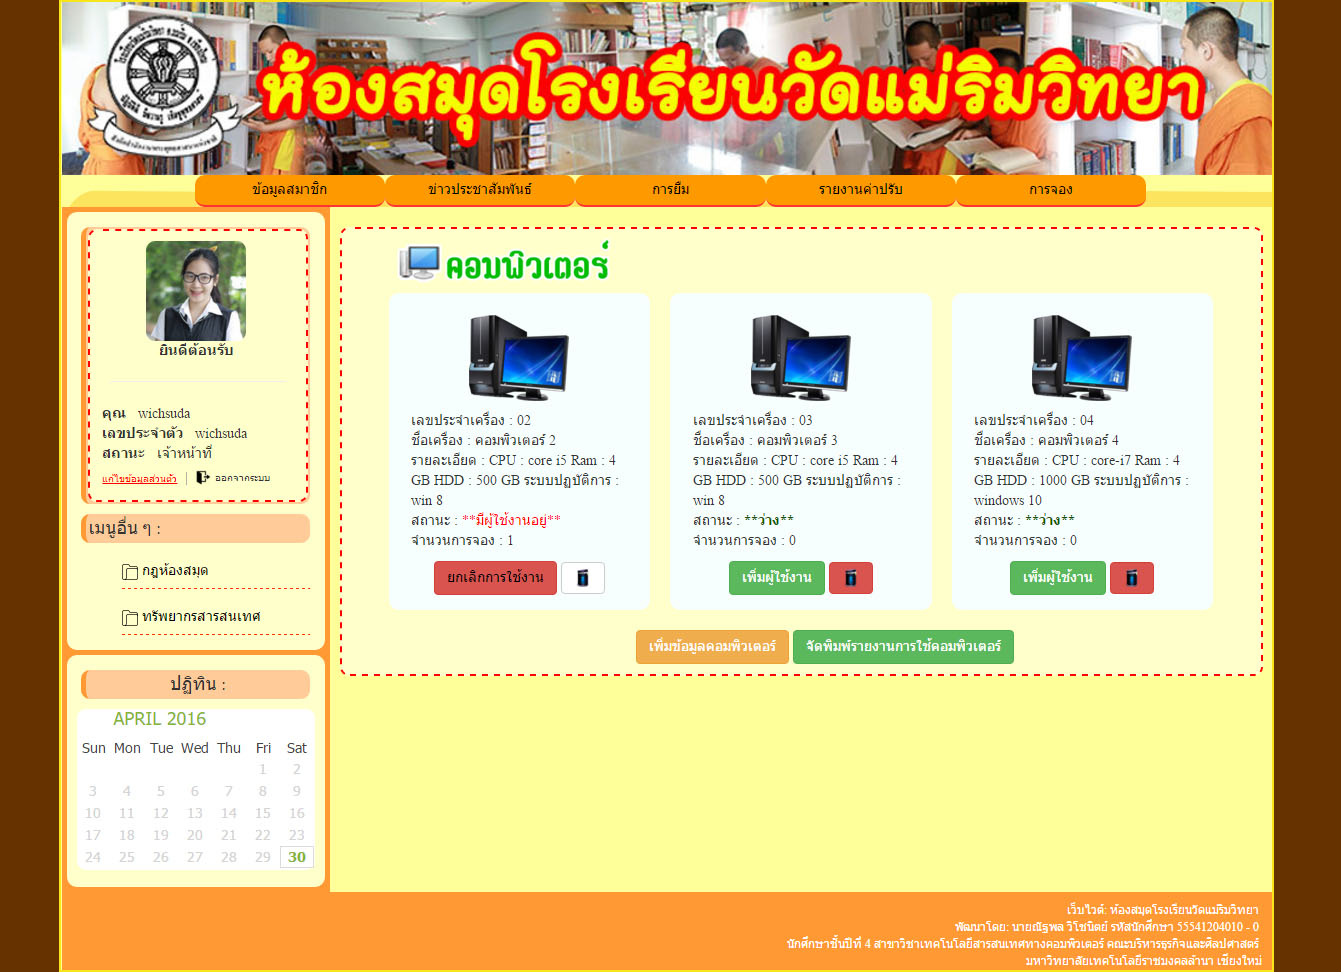 ห้องสมุดโรงเรียนวัดแม่ริมวิทยา
ข้อมูลสมาชิก ข่าวประชาสัมพันธ์ การยืม รายงานค่าปรับ การจอง
ยินดีต้อนรับ
คุณ wichsuda
เลขประจำตัว wichsuda
สถานะ เจ้าหน้าที่
แก้ไขข้อมูลส่วนตัว | ออกจากระบบ
เมนูอื่น ๆ :
กฎห้องสมุด
ทรัพยากรสารสนเทศ
ปฏิทิน :
APRIL 2016
Sun Mon Tue Wed Thu Fri Sat
1 2
3 4 5 6 7 8 9
10 11 12 13 14 15 16
17 18 19 20 21 22 23
24 25 26 27 28 29 30
คอมพิวเตอร์
เลขประจำเครื่อง : 02
ชื่อเครื่อง : คอมพิวเตอร์ 2
รายละเอียด : CPU : core i5 Ram : 4
GB HDD : 500 GB ระบบปฏบัติการ :
win 8
สถานะ : **มีผู้ใช้งานอยู่**
จำนวนการจอง : 1
ยกเลิกการใช้งาน
เลขประจำเครื่อง : 03
ชื่อเครื่อง : คอมพิวเตอร์ 3
รายละเอียด : CPU : core i5 Ram : 4
GB HDD : 500 GB ระบบปฏบัติการ :
win 8
สถานะ : **ว่าง**
จำนวนการจอง : 0
เพิ่มผู้ใช้งาน
เลขประจำเครื่อง : 04
ชื่อเครื่อง : คอมพิวเตอร์ 4
รายละเอียด : CPU : core-i7 Ram : 4
GB HDD : 1000 GB ระบบปฏบัติการ :
windows 10
สถานะ : **ว่าง**
จำนวนการจอง : 0
เพิ่มผู้ใช้งาน
เพิ่มข้อมูลคอมพิวเตอร์ จัดพิมพ์รายงานการใช้คอมพิวเตอร์
เว็บไวต์: ห้องสมุดโรงเรียนวัดแม่ริมวิทยา
พัฒนาโดย: นายณัฐพล วิโชนิตย์ รหัสนักศึกษา 55541204010 - 0
นักศึกษาชั้นปีที่ 4 สาขาวิชาเทคโนโลยีสารสนเทศทางคอมพิวเตอร์ คณะบริหารธุรกิจและศิลปศาสตร์
มหาวิทยาลัยเทคโนโลยีราชมงคลล้านา เชียงใหม่